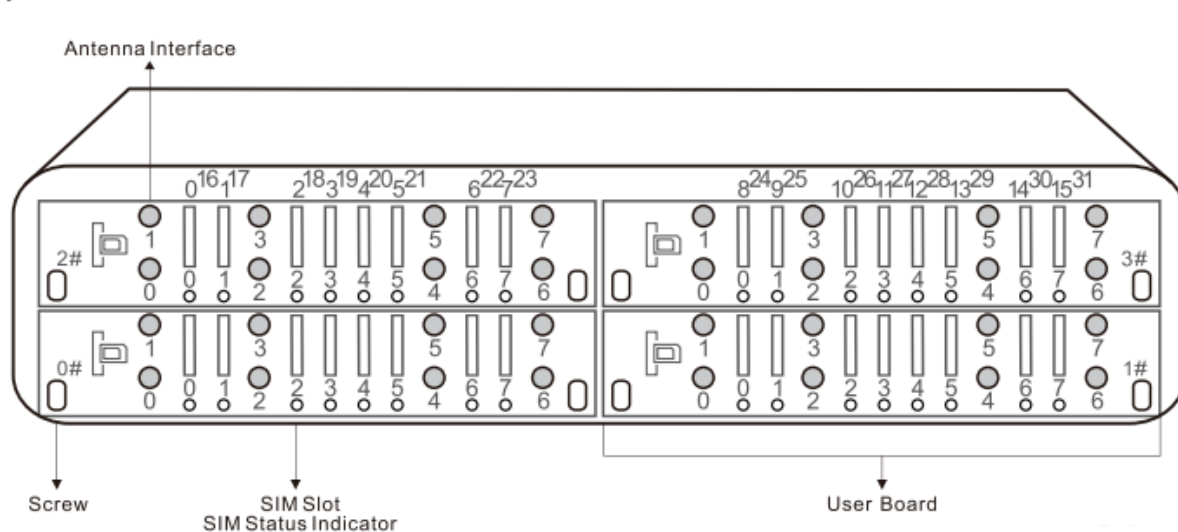 Antenna Interface
0 16 1 17 2 18 3 19 4 20 5 21 6 22 7 23 8 24 9 25 10 26 11 27 12 28 13 29 14 30 15 31
1 3 5 7 1 3 5 7
2# 3#
0 0 1 2 2 3 4 5 4 6 7 6 0 0 1 2 2 3 4 5 4 6 7 6
1 3 5 7 1 3 5 7
0# 1#
0 0 1 2 2 3 4 5 4 6 7 6 0 0 1 2 2 3 4 5 4 6 7 6
Screw SIM Slot User Board
SIM Status Indicator